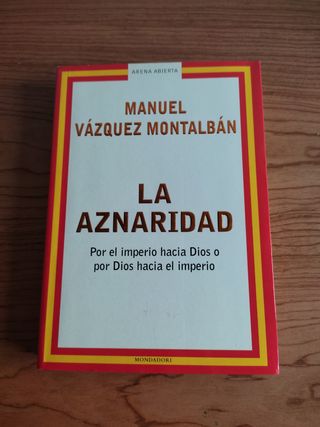 ARENA ABIERTA
MANUEL
VÁZQUEZ MONTALBÁN
LA
AZNARIDAD
Por el imperio hacia Dios o
por Dios hacia el imperio
MONDADORI